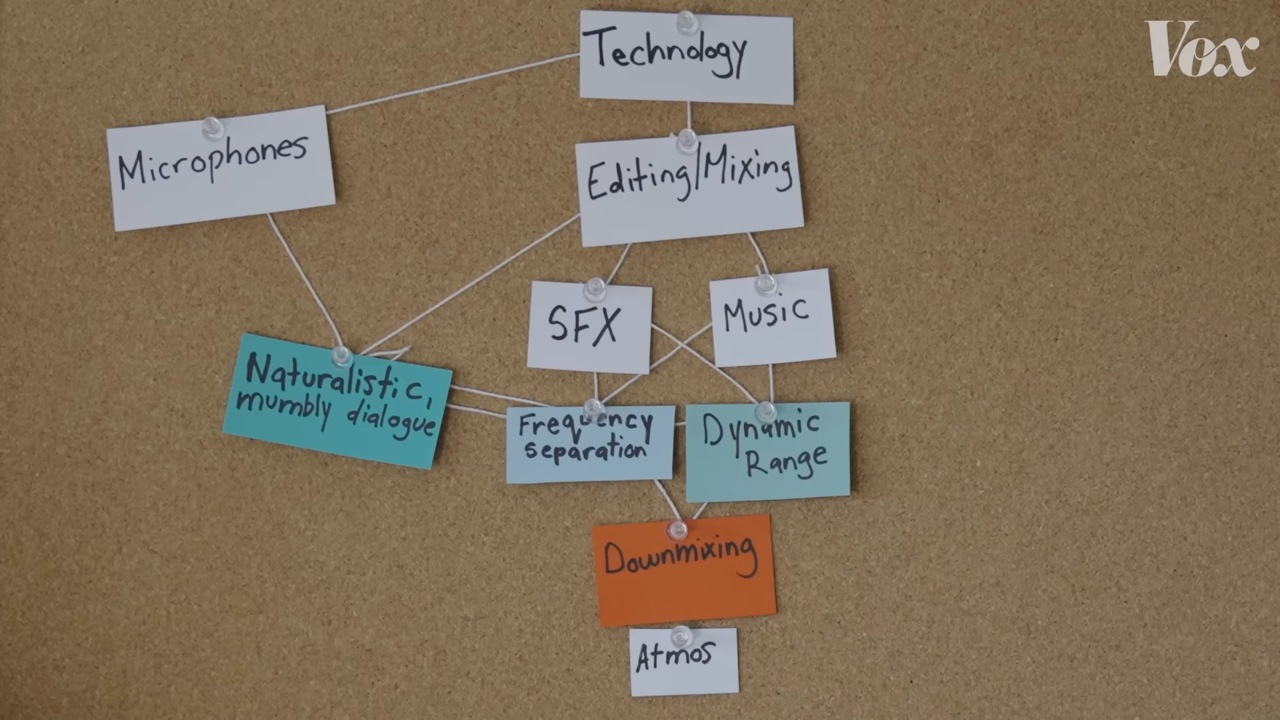 Vox
Technology
Microphones
Editing/Mixing
SFX
Music
Naturalistic,
mumbly dialogue
Frequency
separation
Dynamic
Range
Downmixing
Atmos